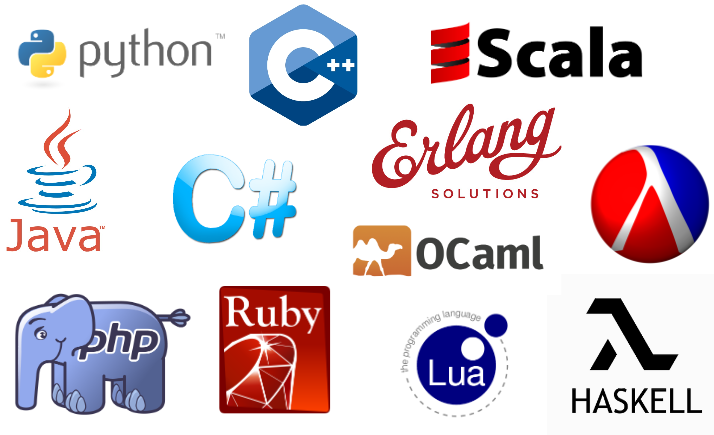 python™
C++
Scala
Erlang
SOLUTIONS
Java™
C#
OCaml
php
Ruby
the programming language
Lua
HASKELL